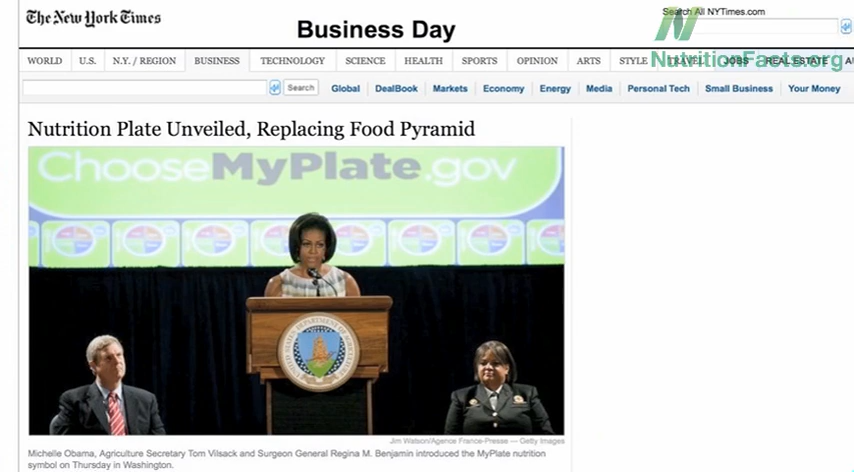 The New York Times
Business Day
Search All NYTimes.com
NutritionFacts.org
WORLD U.S. N.Y. / REGION BUSINESS TECHNOLOGY SCIENCE HEALTH SPORTS OPINION ARTS STYLE TRAVEL JOBS REAL ESTATE
Search Global DealBook Markets Economy Energy Media Personal Tech Small Business Your Money
Nutrition Plate Unveiled, Replacing Food Pyramid
ChooseMyPlate.gov
Jim Watson/Agence France-Presse — Getty Images
Michelle Obama, Agriculture Secretary Tom Vilsack and Surgeon General Regina M. Benjamin introduced the MyPlate nutrition
symbol on Thursday in Washington.